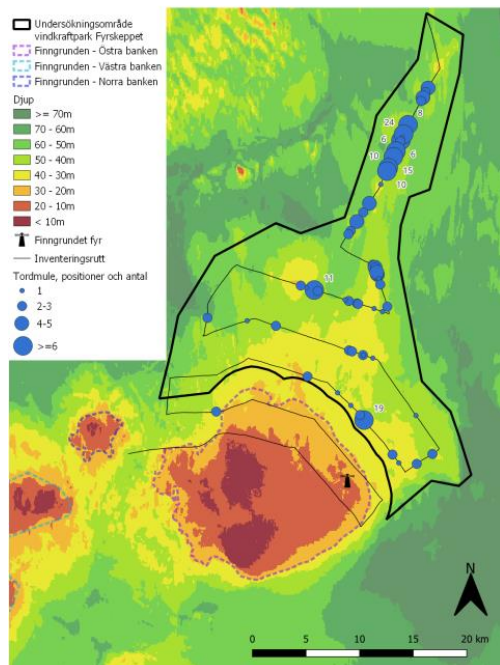 Undersökningsområde
vindkraftpark Fyrskeppet
Finngrunden - Östra banken
Finngrunden - Västra banken
Finngrunden - Norra banken
Djup
>= 70m
70 - 60m
60 - 50m
50 - 40m
40 - 30m
30 - 20m
20 - 10m
< 10m
Finngrundet fyr
Inventeringsrutt
Tordmule, positioner och antal
1
2-3
4-5
>=6
8
24
6
6
10
15
10
11
19
N
0 5 10 15 20 km